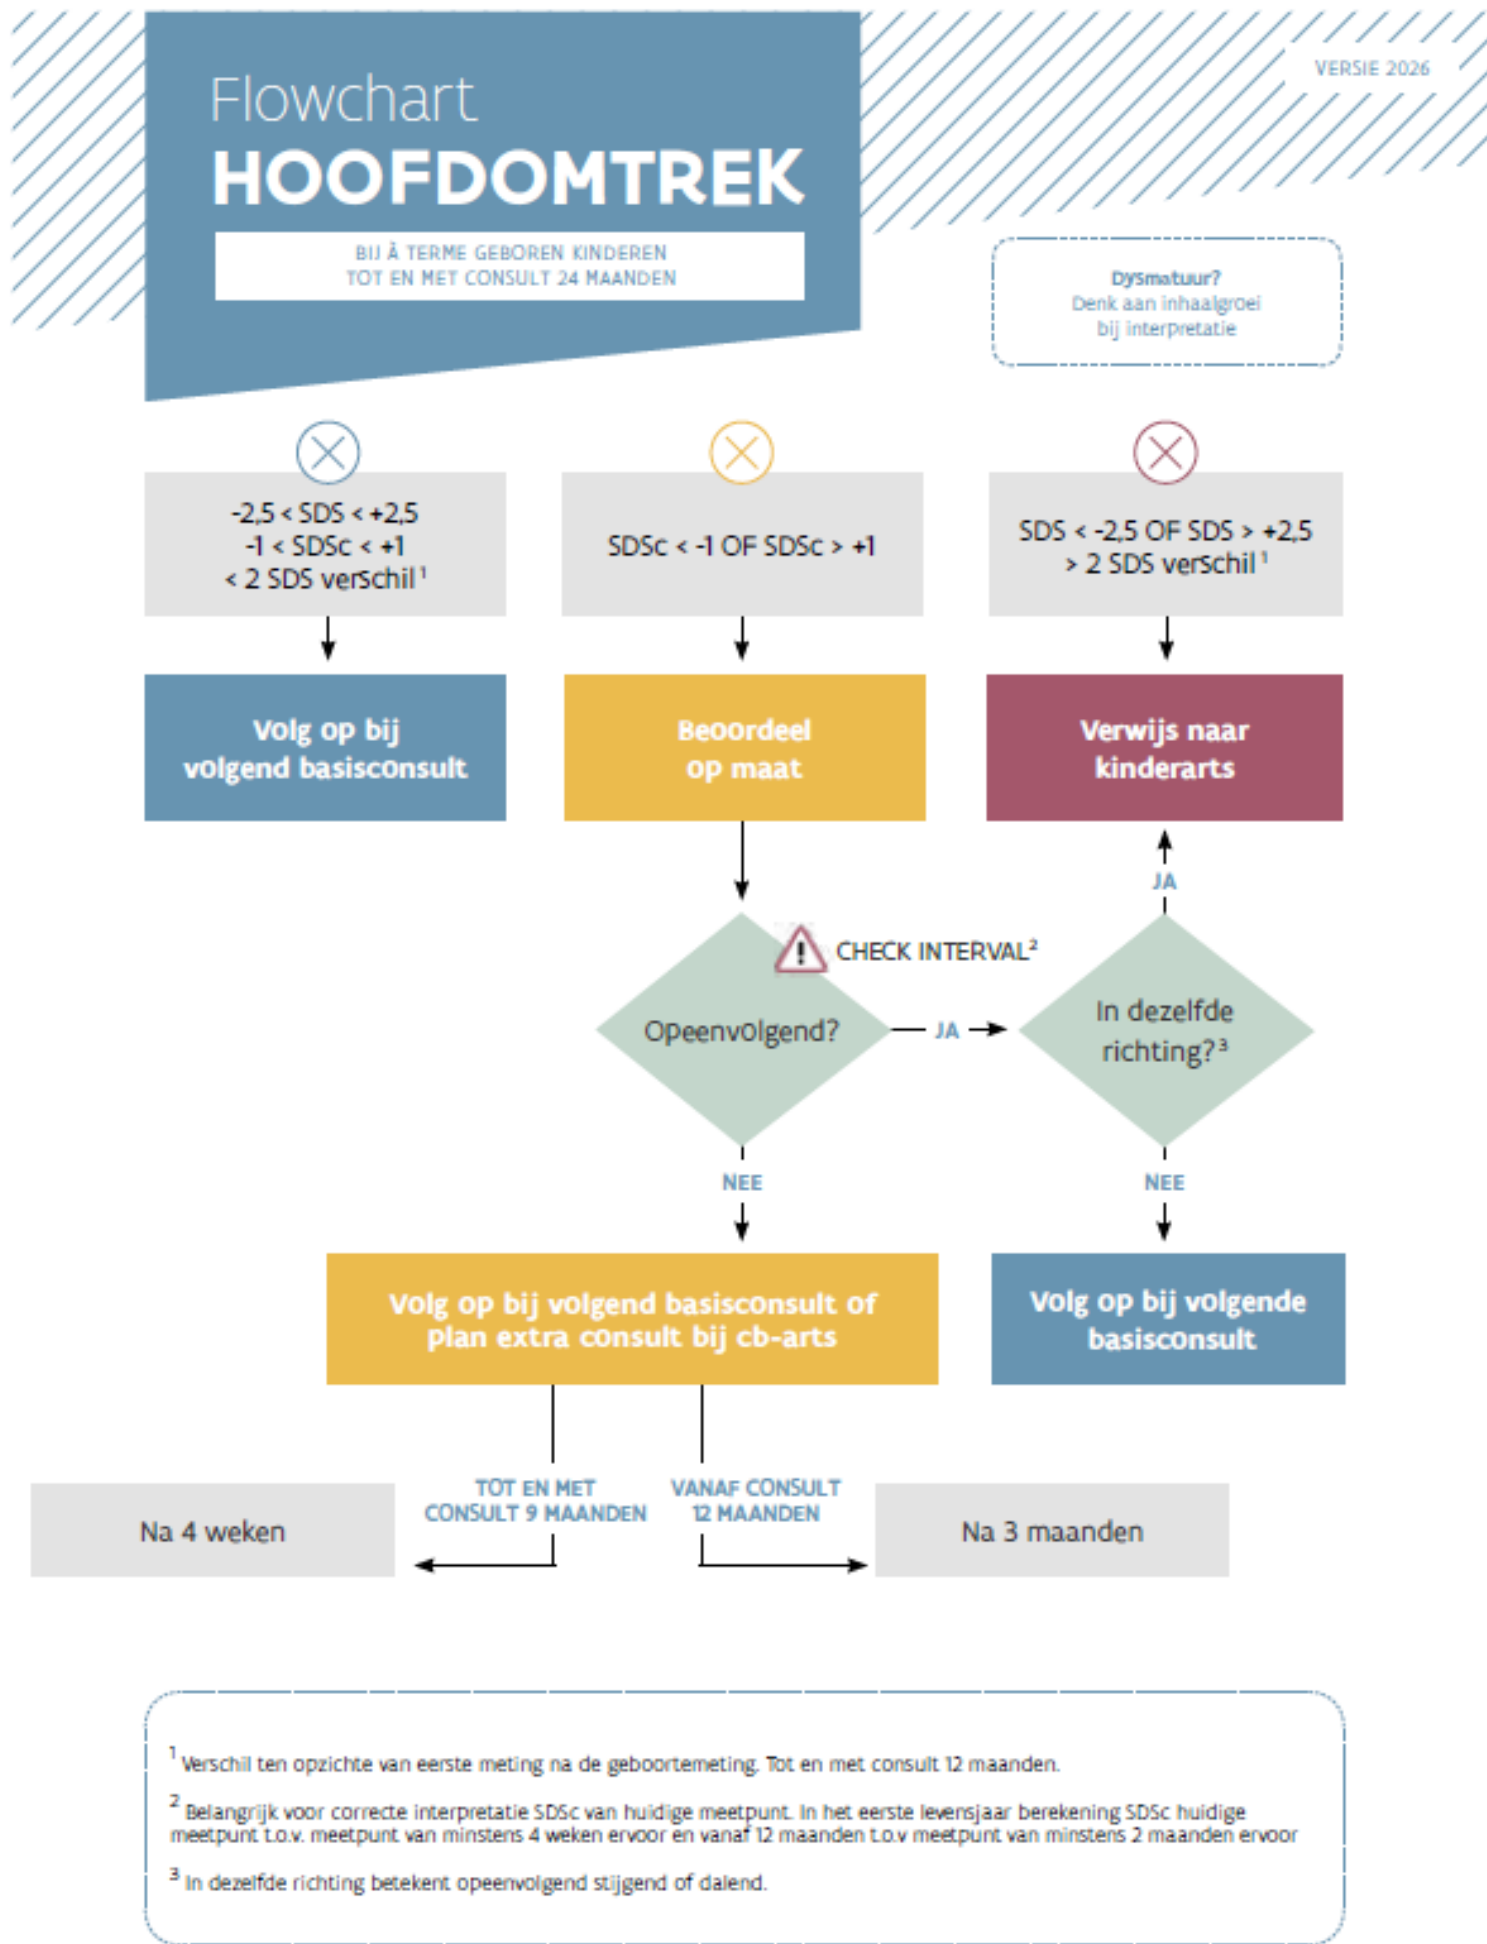 VERSIE 2026
Flowchart
HOOFDOMTREK
BIJ À TERME GEBOREN KINDEREN
TOT EN MET CONSULT 24 MAANDEN
Dysmatuur?
Denk aan inhaalgroei
bij interpretatie
-2,5 < SDS < +2,5
-1 < SDSc < +1
< 2 SDS verschil¹
SDSc < -1 OF SDSc > +1
SDS < -2,5 OF SDS > +2,5
> 2 SDS verschil¹
Volg op bij
volgend basisconsult
Beoordeel
op maat
Verwijs naar
kinderarts
JA
CHECK INTERVAL²
Opeenvolgend?
JA
In dezelfde
richting?³
NEE
NEE
Volg op bij volgend basisconsult of
plan extra consult bij cb-arts
Volg op bij volgende
basisconsult
TOT EN MET
CONSULT 9 MAANDEN
VANAF CONSULT
12 MAANDEN
Na 4 weken
Na 3 maanden
¹ Verschil ten opzichte van eerste meting na de geboortemeting. Tot en met consult 12 maanden.
² Belangrijk voor correcte interpretatie SDSc van huidige meetpunt. In het eerste levensjaar berekening SDSc huidige
meetpunt t.o.v. meetpunt van minstens 4 weken ervoor en vanaf 12 maanden t.o.v meetpunt van minstens 2 maanden ervoor
³ In dezelfde richting betekent opeenvolgend stijgend of dalend.